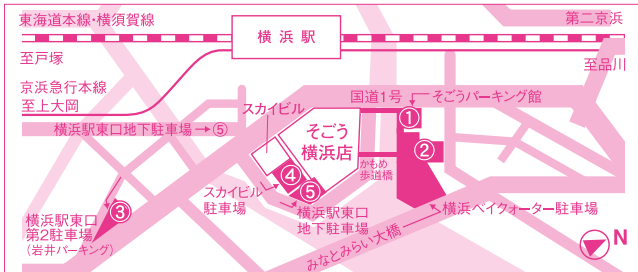 東海道本線・横須賀線
横浜駅
第二京浜
至戸塚
至品川
京浜急行本線
至上大岡
国道1号
そごうパーキング館
スカイビル
横浜駅東口地下駐車場→⑤
そごう
横浜店
①
②
かもめ
歩道橋
④
⑤
スカイビル
駐車場
横浜駅東口
地下駐車場
横浜ベイクォーター駐車場
③
横浜駅東口
第2駐車場
(岩井パーキング)
みなとみらい大橋
N